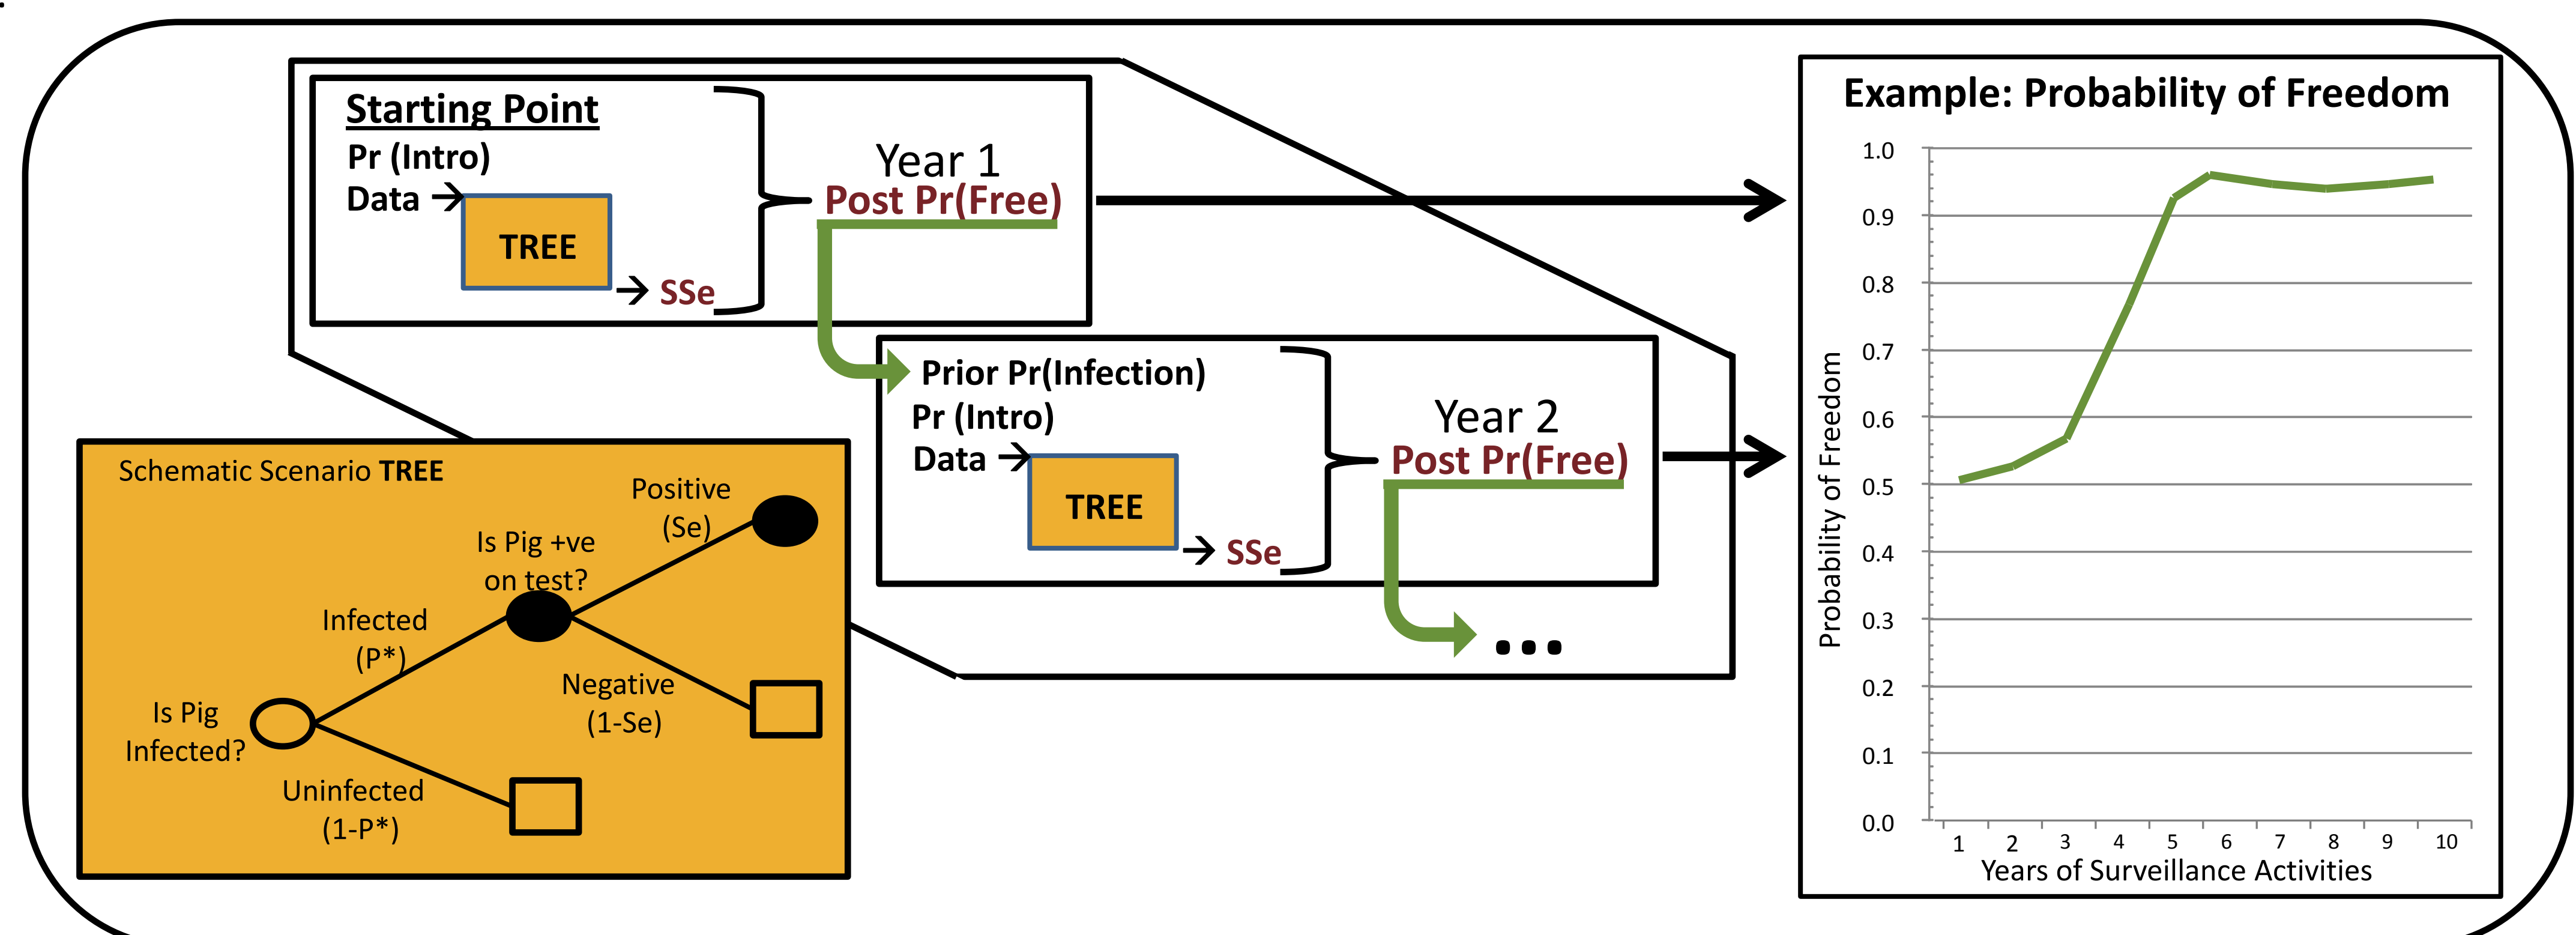 Starting Point
Pr (Intro)
Data →
TREE
→ SSe
Year 1
Post Pr(Free)
Prior Pr(Infection)
Pr (Intro)
Data →
TREE
→ SSe
Year 2
Post Pr(Free)
...
Schematic Scenario TREE
Is Pig
Infected?
Infected
(P*)
Uninfected
(1-P*)
Is Pig +ve
on test?
Positive
(Se)
Negative
(1-Se)
Example: Probability of Freedom
Probability of Freedom
1.0
0.9
0.8
0.7
0.6
0.5
0.4
0.3
0.2
0.1
0.0
1 2 3 4 5 6 7 8 9 10
Years of Surveillance Activities